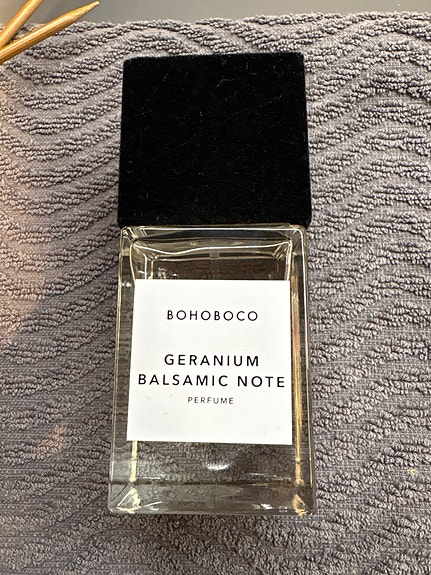 BOHOBOCO
GERANIUM
BALSAMIC NOTE
PERFUME